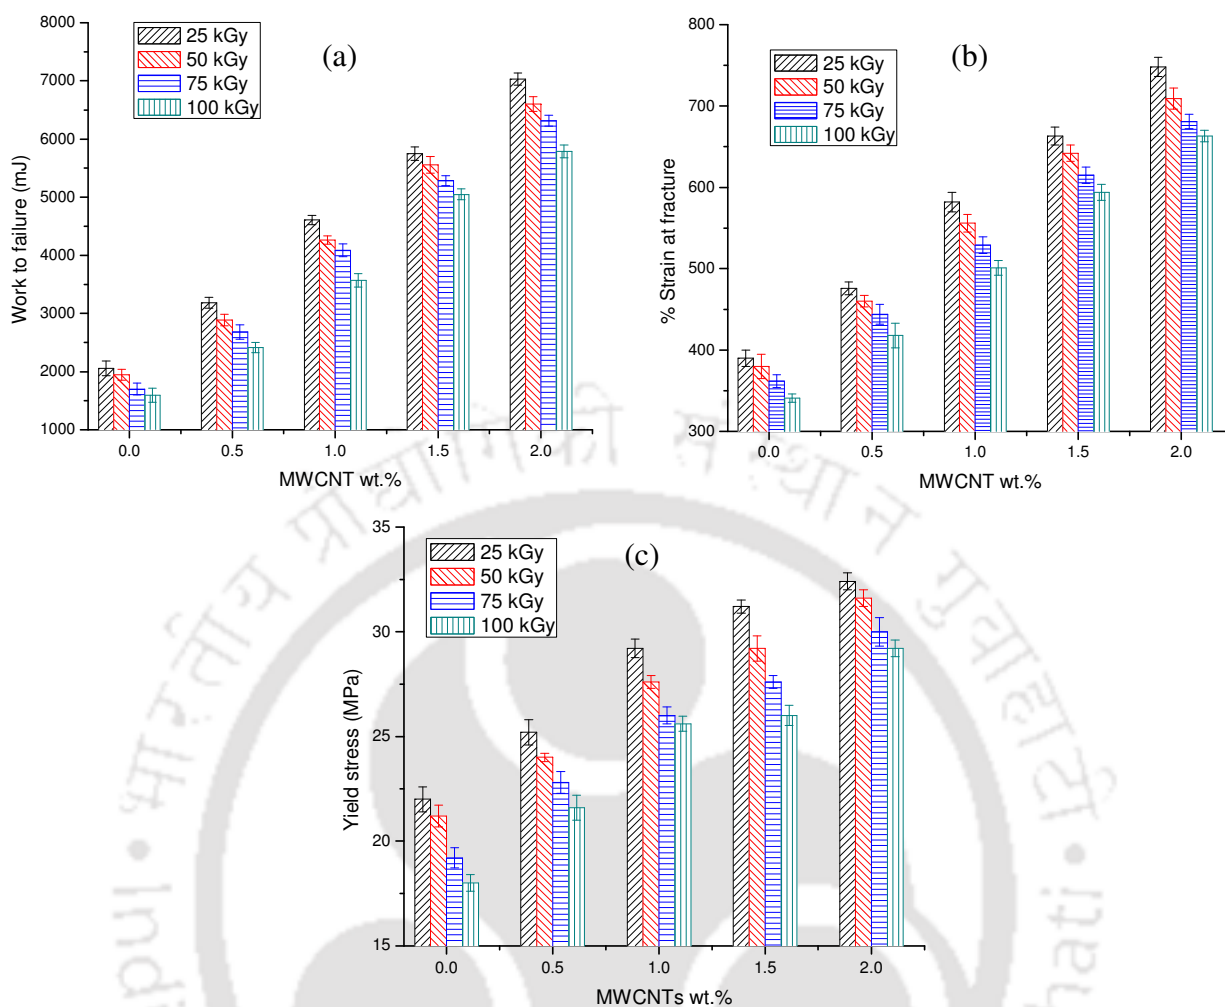 8000
7000
6000
5000
4000
3000
2000
1000
Work to failure (mJ)
25 kGy
50 kGy
75 kGy
100 kGy
(a)
0.0 0.5 1.0 1.5 2.0
MWCNT wt.%
800
700
600
500
400
300
% Strain at fracture
25 kGy
50 kGy
75 kGy
100 kGy
(b)
0.0 0.5 1.0 1.5 2.0
MWCNT wt.%
35
30
25
20
15
Yield stress (MPa)
25 kGy
50 kGy
75 kGy
100 kGy
(c)
0.0 0.5 1.0 1.5 2.0
MWCNTs wt.%
भारतीय प्रौद्योगिकी संस्थान गुवाहाटी